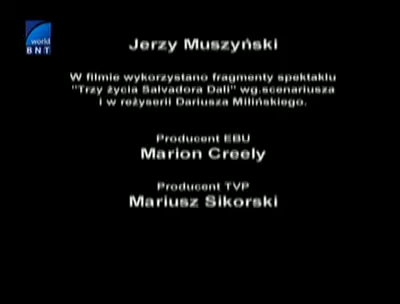 world
BNT
Jerzy Muszyński
W filmie wykorzystano fragmenty spektaklu
"Trzy życia Salvadora Dali" wg.scenariusza
i w reżyserii Dariusza Milińskiego.
Producent EBU
Marion Creely
Producent TVP
Mariusz Sikorski